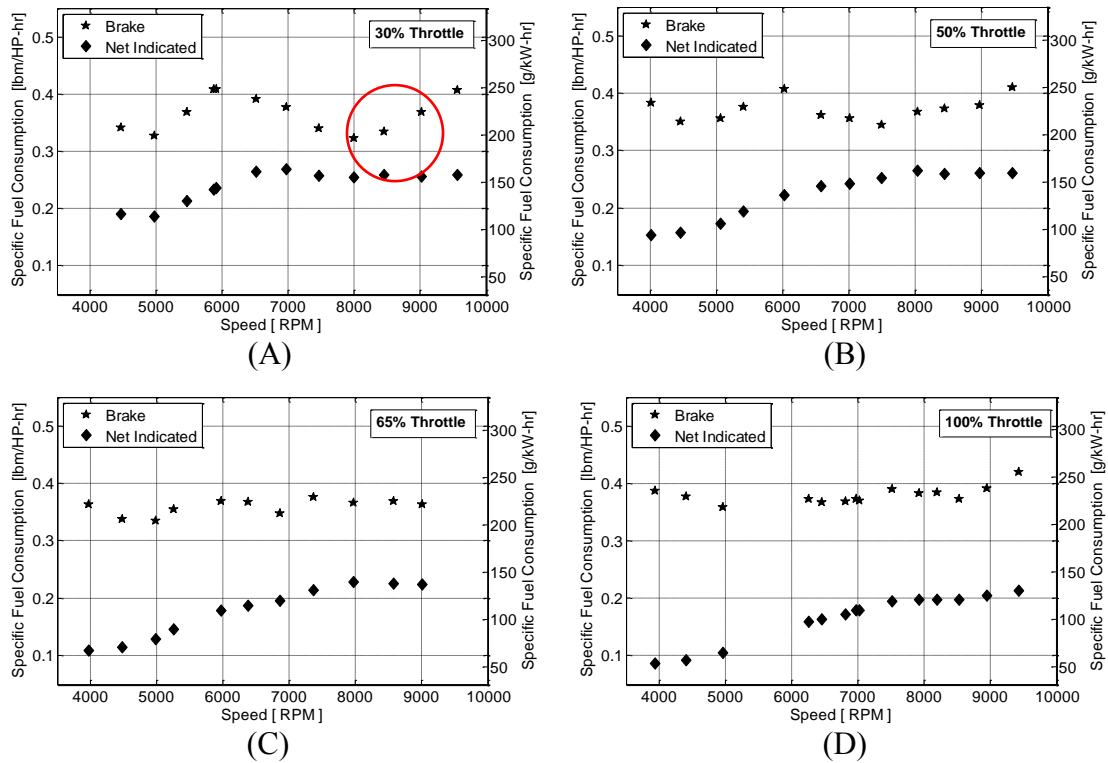 Brake
Net Indicated
30% Throttle
Specific Fuel Consumption [lbm/HP-hr]
0.5
0.4
0.3
0.2
0.1
300
250
200
150
100
50
Specific Fuel Consumption [g/kW-hr]
4000 5000 6000 7000 8000 9000 10000
Speed [ RPM ]
(A)
Brake
Net Indicated
50% Throttle
Specific Fuel Consumption [lbm/HP-hr]
0.5
0.4
0.3
0.2
0.1
300
250
200
150
100
50
Specific Fuel Consumption [g/kW-hr]
4000 5000 6000 7000 8000 9000 10000
Speed [ RPM ]
(B)
Brake
Net Indicated
65% Throttle
Specific Fuel Consumption [lbm/HP-hr]
0.5
0.4
0.3
0.2
0.1
300
250
200
150
100
50
Specific Fuel Consumption [g/kW-hr]
4000 5000 6000 7000 8000 9000 10000
Speed [ RPM ]
(C)
Brake
Net Indicated
100% Throttle
Specific Fuel Consumption [lbm/HP-hr]
0.5
0.4
0.3
0.2
0.1
300
250
200
150
100
50
Specific Fuel Consumption [g/kW-hr]
4000 5000 6000 7000 8000 9000 10000
Speed [ RPM ]
(D)